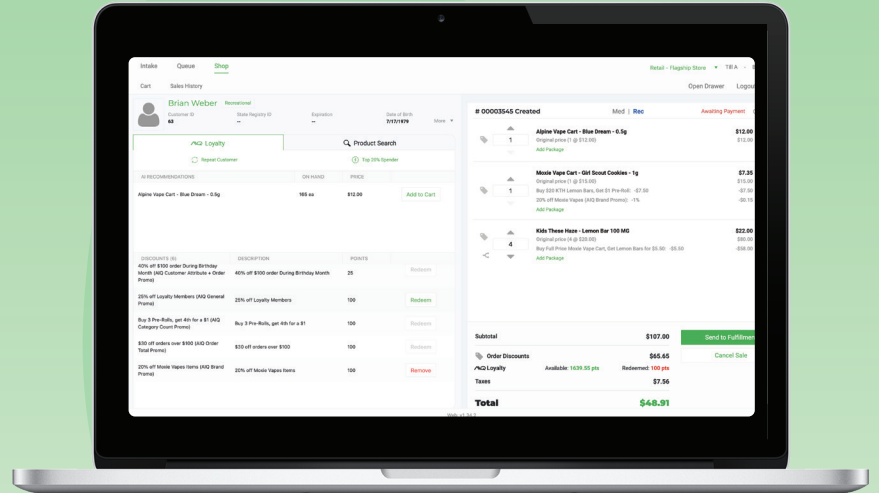 Intake Queue Shop
Retail - Flagship Store
Cart Sales History
Open Drawer Logout
Brian Weber Recreational
Customer ID State Registry ID Expiration Date of Birth
63 -- -- 7/17/1979 More
AIQ Loyalty Product Search
Repeat Customer Top 20% Spender
AI RECOMMENDATIONS ON HAND PRICE
Alpine Vape Cart - Blue Dream - 0.5g 165 ea $12.00 Add to Cart
DISCOUNTS (6) DESCRIPTION POINTS
40% off $100 order During Birthday
Month (AIQ Customer Attribute + Order
Promo)
40% off $100 order During Birthday Month 25 Redeem
25% off Loyalty Members (AIQ General
Promo)
25% off Loyalty Members 100 Redeem
Buy 3 Pre-Rolls, get 4th for a $1 (AIQ
Category Count Promo)
Buy 3 Pre-Rolls, get 4th for a $1 100 Redeem
$30 off orders over $100 (AIQ Order
Total Promo)
$30 off orders over $100 100 Redeem
20% off Moxie Vapes Items (AIQ Brand
Promo)
20% off Moxie Vapes Items 100 Remove
# 00003545 Created Med | Rec Awaiting Payment
Alpine Vape Cart - Blue Dream - 0.5g $12.00
1 Original price (1 @ $12.00) $12.00
Add Package
Moxie Vape Cart - Girl Scout Cookies - 1g $7.35
1 Original price (1 @ $15.00) $15.00
Buy $20 KTH Lemon Bars, Get $1 Pre-Roll: -$7.50 -$7.50
20% off Moxie Vapes (AIQ Brand Promo): -1% -$0.15
Add Package
Kids These Haze - Lemon Bar 100 MG $22.00
4 Original price (4 @ $20.00) $80.00
Buy Full Price Moxie Vape Cart, Get Lemon Bars for $5.50: -$5.50 -$58.00
Add Package
Subtotal $107.00 Send to Fulfillmen
Order Discounts $65.65 Cancel Sale
AIQ Loyalty Available: 1639.55 pts Redeemed: 100 pts
Taxes $7.56
Total $48.91